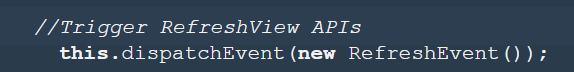 //Trigger RefreshView APIs
this.dispatchEvent(new RefreshEvent());